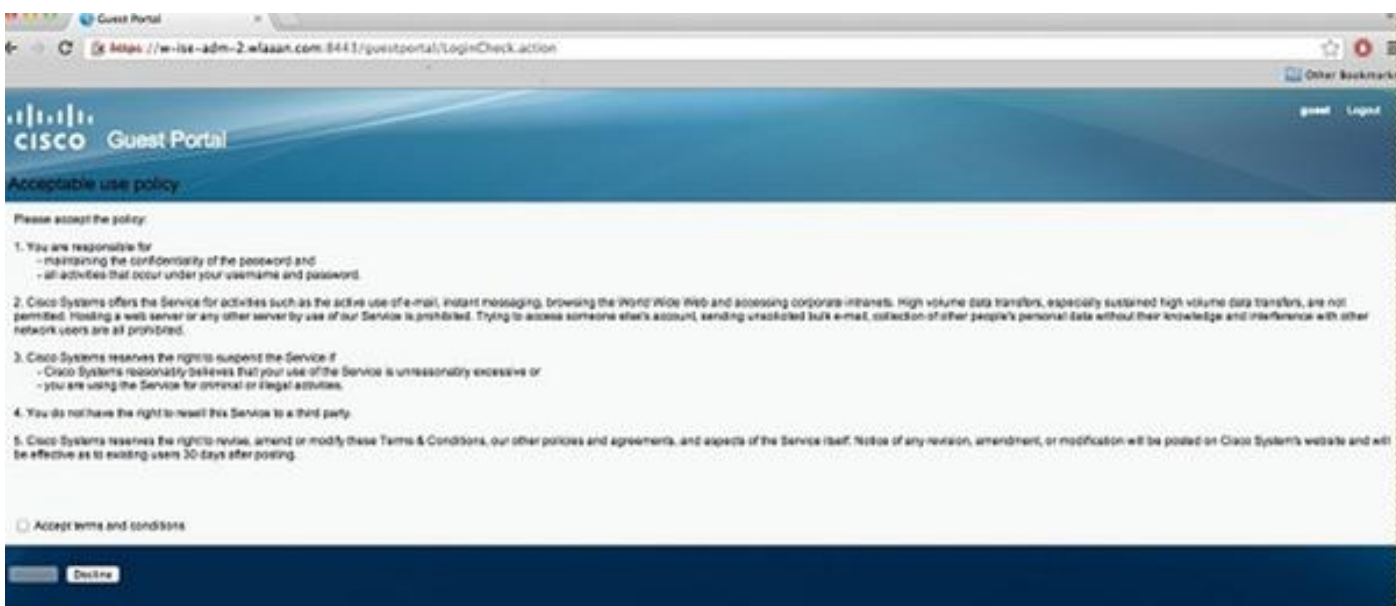 Guest Portal
https://w-ise-adm-2.wlaaan.com:8443/guestportal/LoginCheck.action
Other Bookmarks
guest Logout
CISCO Guest Portal
Acceptable use policy
Please accept the policy:
1. You are responsible for
- maintaining the confidentiality of the password and
- all activities that occur under your username and password.
2. Cisco Systems offers the Service for activities such as the active use of e-mail, instant messaging, browsing the World Wide Web and accessing corporate intranets. High volume data transfers, especially sustained high volume data transfers, are not
permitted. Hosting a web server or any other server by use of our Service is prohibited. Trying to access someone else's account, sending unsolicited bulk e-mail, collection of other people's personal data without their knowledge and interference with other
network users are all prohibited.
3. Cisco Systems reserves the right to suspend the Service if
- Cisco Systems reasonably believes that your use of the Service is unreasonably excessive or
- you are using the Service for criminal or illegal activities.
4. You do not have the right to resell this Service to a third party.
5. Cisco Systems reserves the right to revise, amend or modify these Terms & Conditions, our other policies and agreements, and aspects of the Service itself. Notice of any revision, amendment, or modification will be posted on Cisco System's website and will
be effective as to existing users 30 days after posting.
Accept terms and conditions
Decline